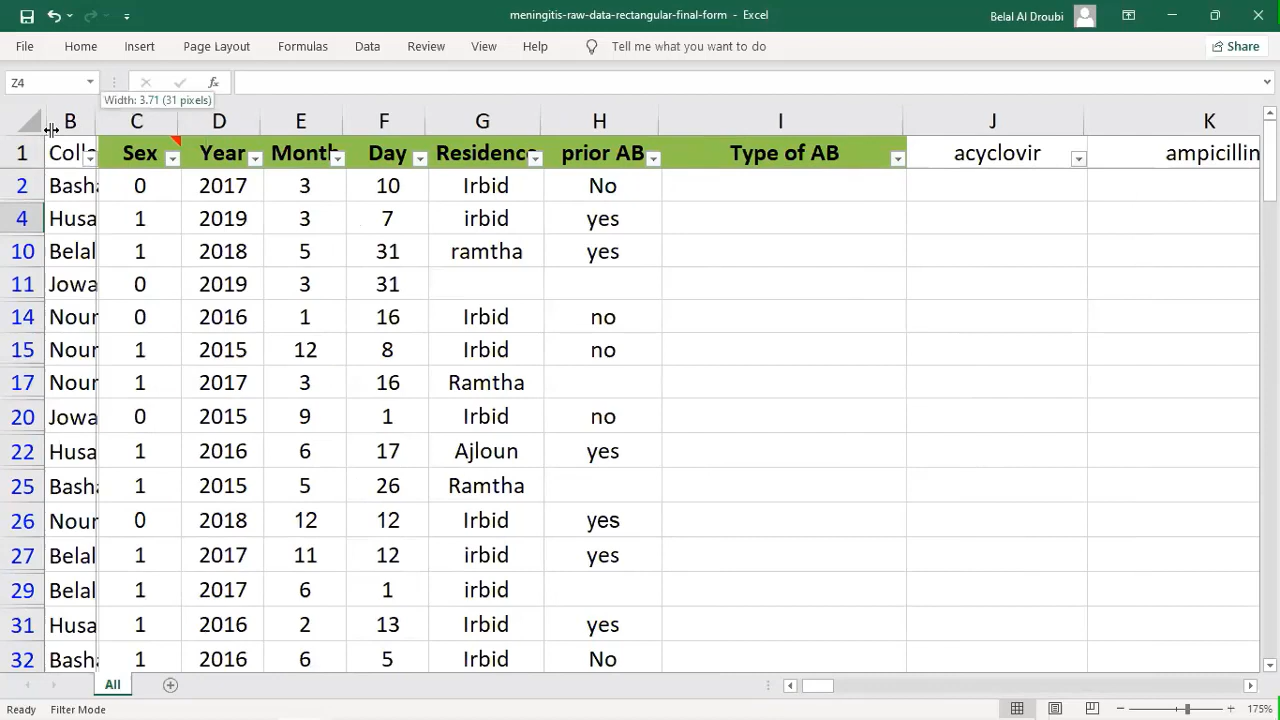 meningitis-raw-data-rectangular-final-form - Excel
Belal Al Droubi
File Home Insert Page Layout Formulas Data Review View Help Tell me what you want to do Share
Z4 fx
Width: 3.71 (31 pixels)
B C D E F G H I J K
1 Sex Year Day prior AB Type of AB acyclovir ampicillin
2 0 2017 3 10 Irbid No
4 1 2019 3 7 irbid yes
10 Belal 1 2018 5 31 ramtha yes
11 0 2019 3 31
14 Nour 0 2016 1 16 Irbid no
15 Nour 1 2015 12 8 Irbid no
17 Nour 1 2017 3 16 Ramtha
20 0 2015 9 1 Irbid no
22 1 2016 6 17 Ajloun yes
25 1 2015 5 26 Ramtha
26 Nour 0 2018 12 12 Irbid yes
27 Belal 1 2017 11 12 irbid yes
29 Belal 1 2017 6 1 irbid
31 1 2016 2 13 Irbid yes
32 1 2016 6 5 Irbid No
All
Ready Filter Mode 175%